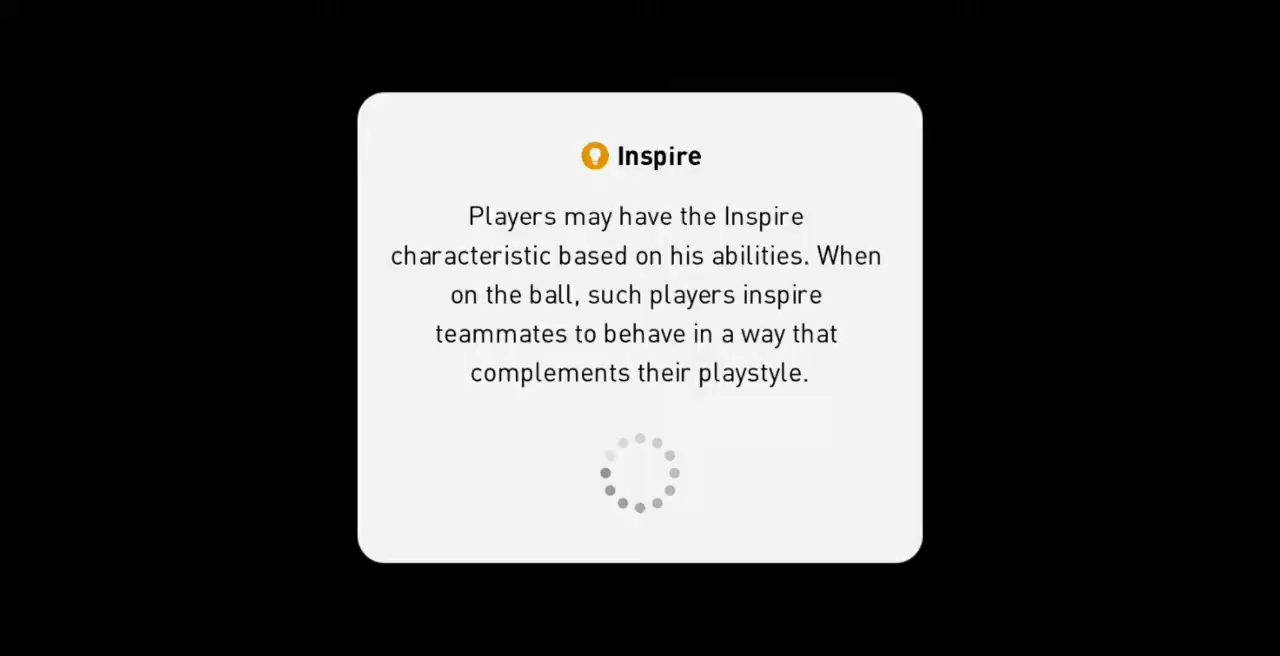 Inspire
Players may have the Inspire
characteristic based on his abilities. When
on the ball, such players inspire
teammates to behave in a way that
complements their playstyle.